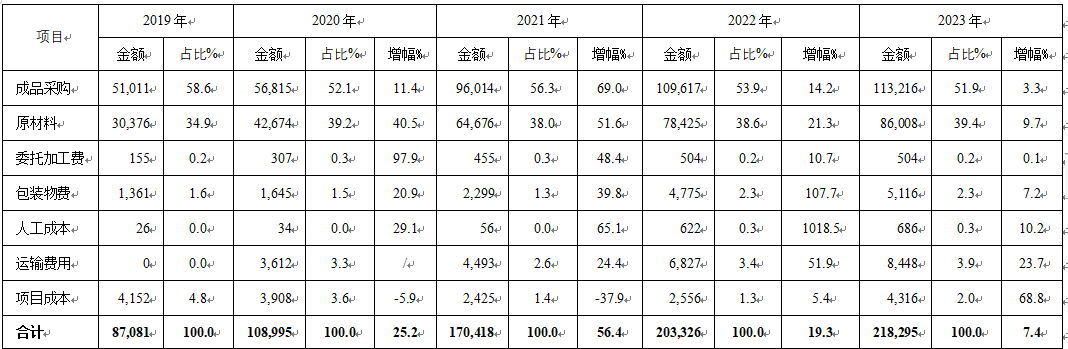 项目 2019 年 2020 年 2021 年 2022 年 2023 年
金额 占比% 金额 占比% 增幅% 金额 占比% 增幅% 金额 占比% 增幅% 金额 占比% 增幅%
成品采购 51,011 58.6 56,815 52.1 11.4 96,014 56.3 69.0 109,617 53.9 14.2 113,216 51.9 3.3
原材料 30,376 34.9 42,674 39.2 40.5 64,676 38.0 51.6 78,425 38.6 21.3 86,008 39.4 9.7
委托加工费 155 0.2 307 0.3 97.9 455 0.3 48.4 504 0.2 10.7 504 0.2 0.1
包装物费 1,361 1.6 1,645 1.5 20.9 2,299 1.3 39.8 4,775 2.3 107.7 5,116 2.3 7.2
人工成本 26 0.0 34 0.0 29.1 56 0.0 65.1 622 0.3 1018.5 686 0.3 10.2
运输费用 0 0.0 3,612 3.3 / 4,493 2.6 24.4 6,827 3.4 51.9 8,448 3.9 23.7
项目成本 4,152 4.8 3,908 3.6 -5.9 2,425 1.4 -37.9 2,556 1.3 5.4 4,316 2.0 68.8
合计 87,081 100.0 108,995 100.0 25.2 170,418 100.0 56.4 203,326 100.0 19.3 218,295 100.0 7.4